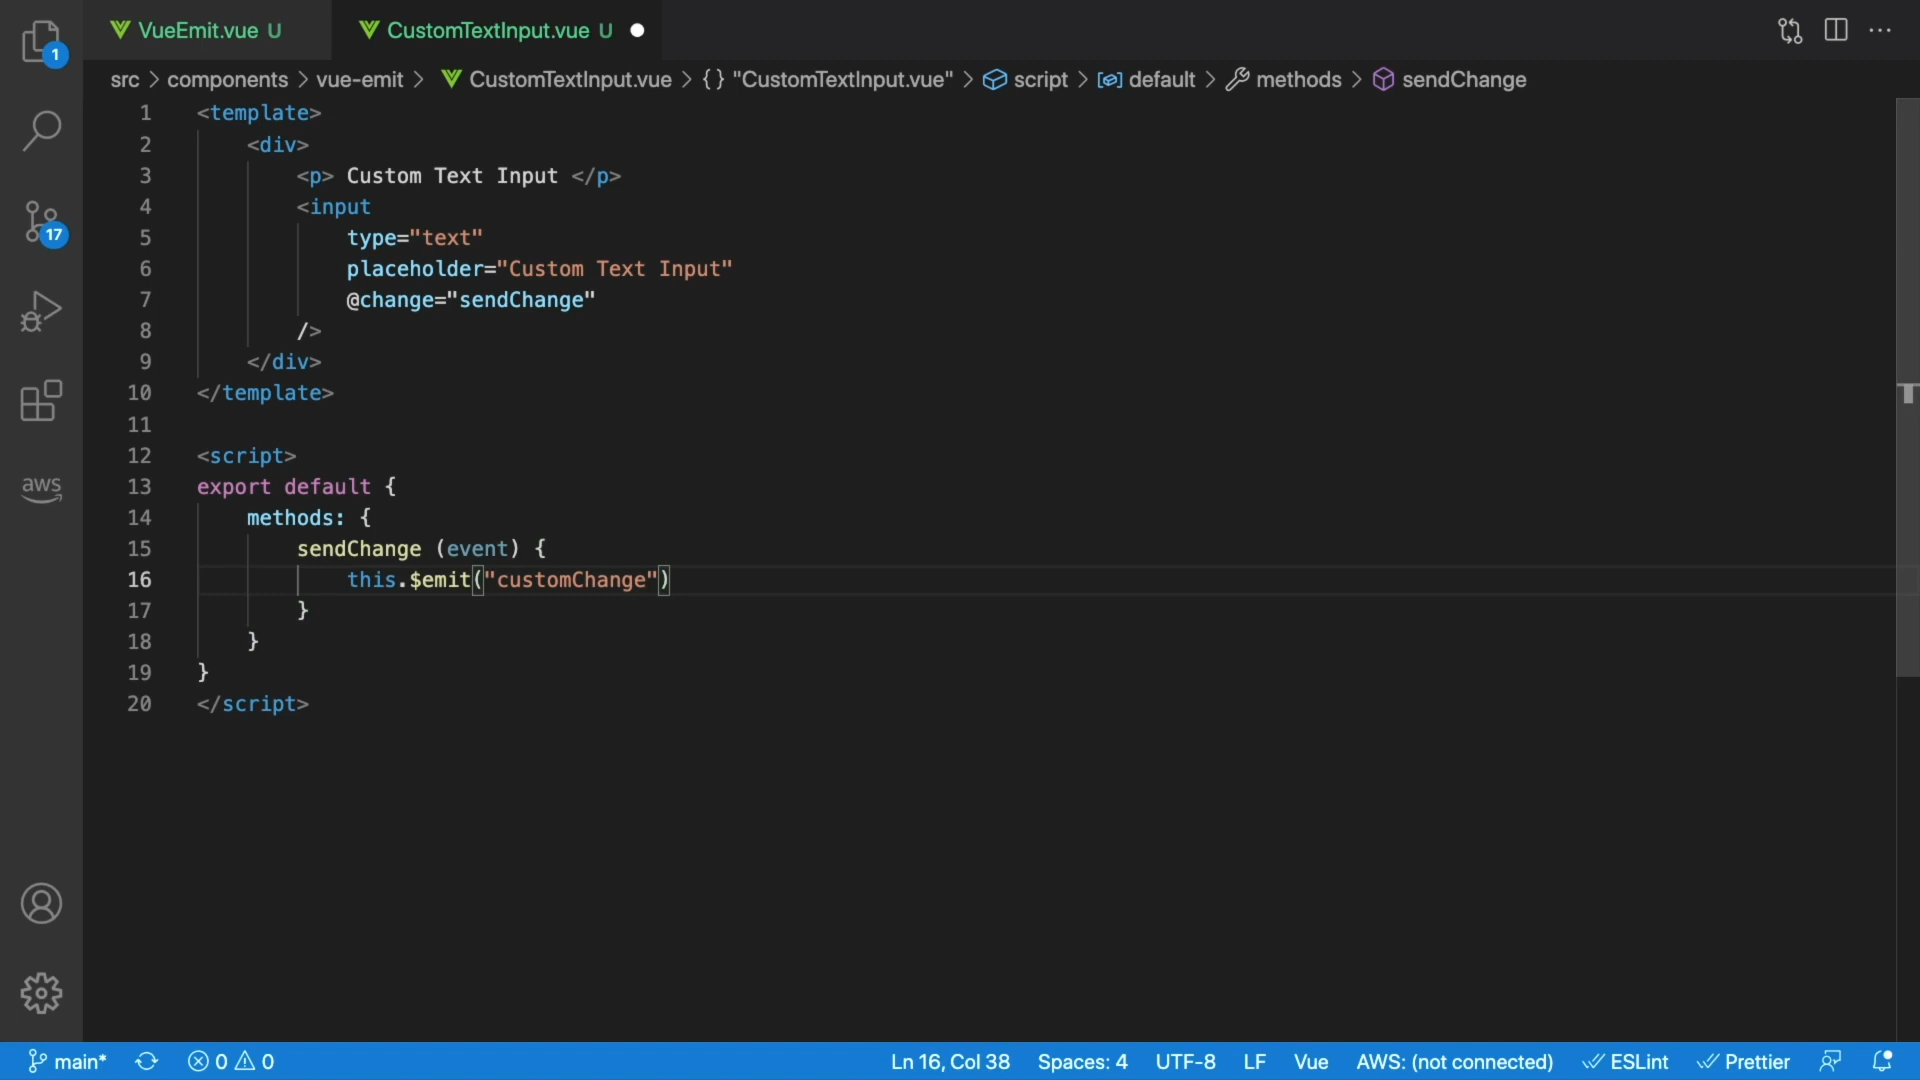 VueEmit.vue U CustomTextInput.vue U
1
src components vue-emit CustomTextInput.vue {} "CustomTextInput.vue" script default methods sendChange
1 <template>
2 <div>
3 <p> Custom Text Input </p>
4 <input
5 type="text"
6 placeholder="Custom Text Input"
7 @change="sendChange"
8 />
9 </div>
10 </template>
11
12 <script>
13 export default {
14 methods: {
15 sendChange (event) {
16 this.$emit("customChange")
17 }
18 }
19 }
20 </script>
17
aws
main* 0 0 Ln 16, Col 38 Spaces: 4 UTF-8 LF Vue AWS: (not connected) ESLint Prettier